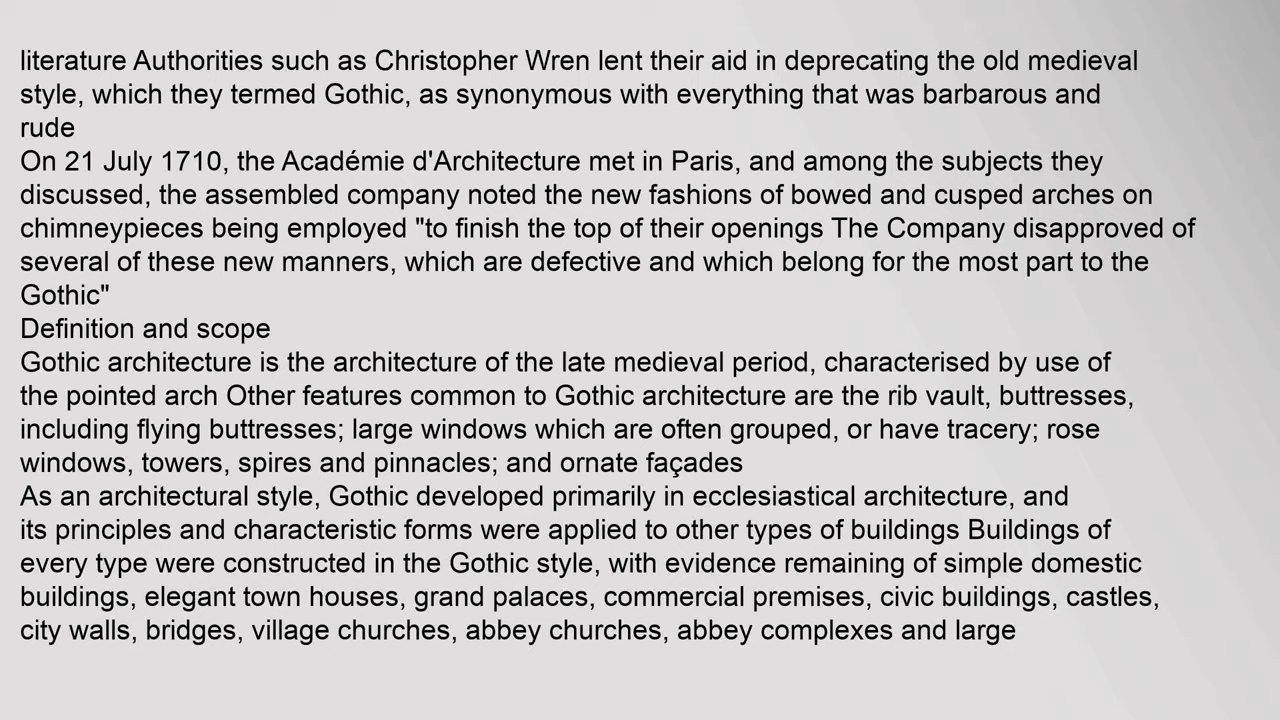 literature Authorities such as Christopher Wren lent their aid in deprecating the old medieval
style, which they termed Gothic, as synonymous with everything that was barbarous and
rude
On 21 July 1710, the Académie d'Architecture met in Paris, and among the subjects they
discussed, the assembled company noted the new fashions of bowed and cusped arches on
chimneypieces being employed "to finish the top of their openings The Company disapproved of
several of these new manners, which are defective and which belong for the most part to the
Gothic"
Definition and scope
Gothic architecture is the architecture of the late medieval period, characterised by use of
the pointed arch Other features common to Gothic architecture are the rib vault, buttresses,
including flying buttresses; large windows which are often grouped, or have tracery; rose
windows, towers, spires and pinnacles; and ornate façades
As an architectural style, Gothic developed primarily in ecclesiastical architecture, and
its principles and characteristic forms were applied to other types of buildings Buildings of
every type were constructed in the Gothic style, with evidence remaining of simple domestic
buildings, elegant town houses, grand palaces, commercial premises, civic buildings, castles,
city walls, bridges, village churches, abbey churches, abbey complexes and large